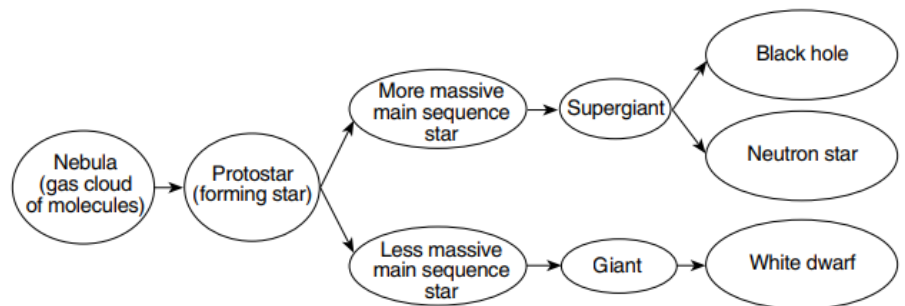 Nebula
(gas cloud
of molecules)
Protostar
(forming star)
More massive
main sequence
star
Supergiant
Black hole
Neutron star
Less massive
main sequence
star
Giant
White dwarf